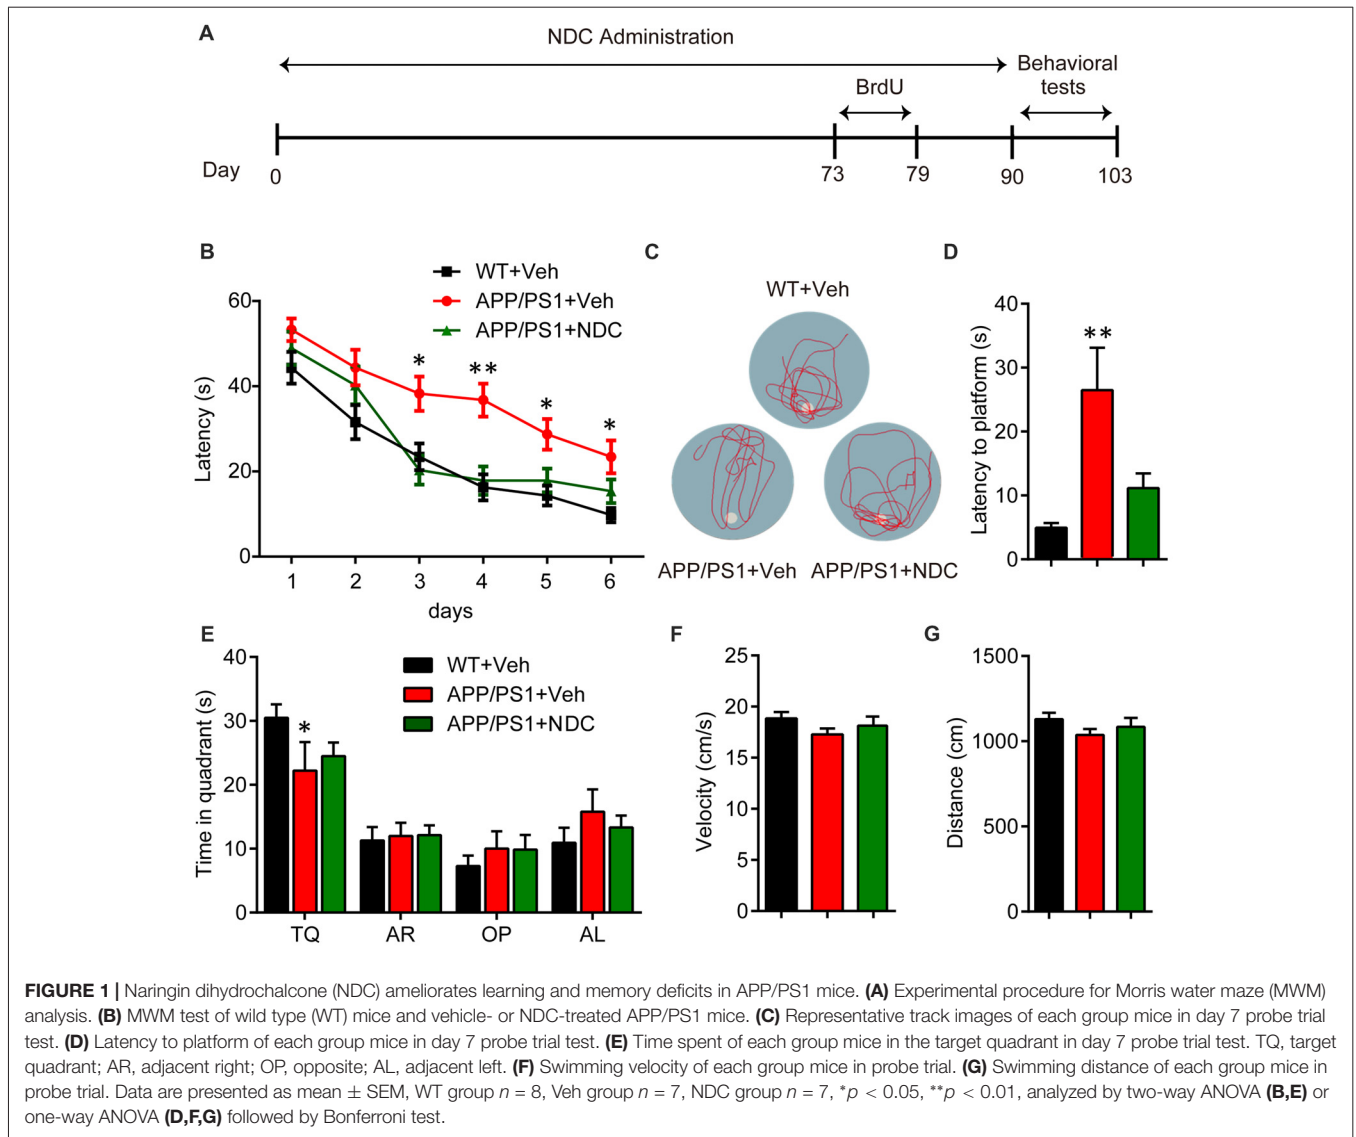 A
NDC Administration
Behavioral
tests
BrdU
Day
0
73
79
90
103
B
WT+Veh
APP/PS1+Veh
APP/PS1+NDC
60
40
20
0
Latency (s)
*
**
*
*
1 2 3 4 5 6
days
C
WT+Veh
APP/PS1+Veh
APP/PS1+NDC
D
40
30
20
10
0
Latency to platform (s)
**
E
WT+Veh
APP/PS1+Veh
APP/PS1+NDC
40
30
20
10
0
Time in quadrant (s)
*
TQ AR OP AL
F
25
20
15
10
5
0
Velocity (cm/s)
G
1500
1000
500
0
Distance (cm)
FIGURE 1 | Naringin dihydrochalcone (NDC) ameliorates learning and memory deficits in APP/PS1 mice. (A) Experimental procedure for Morris water maze (MWM)
analysis. (B) MWM test of wild type (WT) mice and vehicle- or NDC-treated APP/PS1 mice. (C) Representative track images of each group mice in day 7 probe trial
test. (D) Latency to platform of each group mice in day 7 probe trial test. (E) Time spent of each group mice in the target quadrant in day 7 probe trial test. TQ, target
quadrant; AR, adjacent right; OP, opposite; AL, adjacent left. (F) Swimming velocity of each group mice in probe trial. (G) Swimming distance of each group mice in
probe trial. Data are presented as mean ± SEM, WT group n = 8, Veh group n = 7, NDC group n = 7, *p < 0.05, **p < 0.01, analyzed by two-way ANOVA (B,E) or
one-way ANOVA (D,F,G) followed by Bonferroni test.